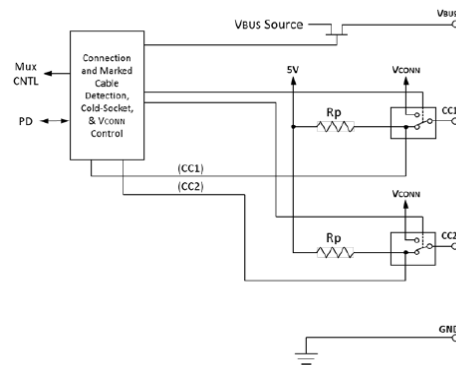 VBUS Source
VBUS
Connection
and Marked
Cable
Detection,
Cold-Socket,
& VCONN
Control
Mux
CNTL
PD
5V
VCONN
Rp
CC1
(CC1)
(CC2)
VCONN
Rp
CC2
GND